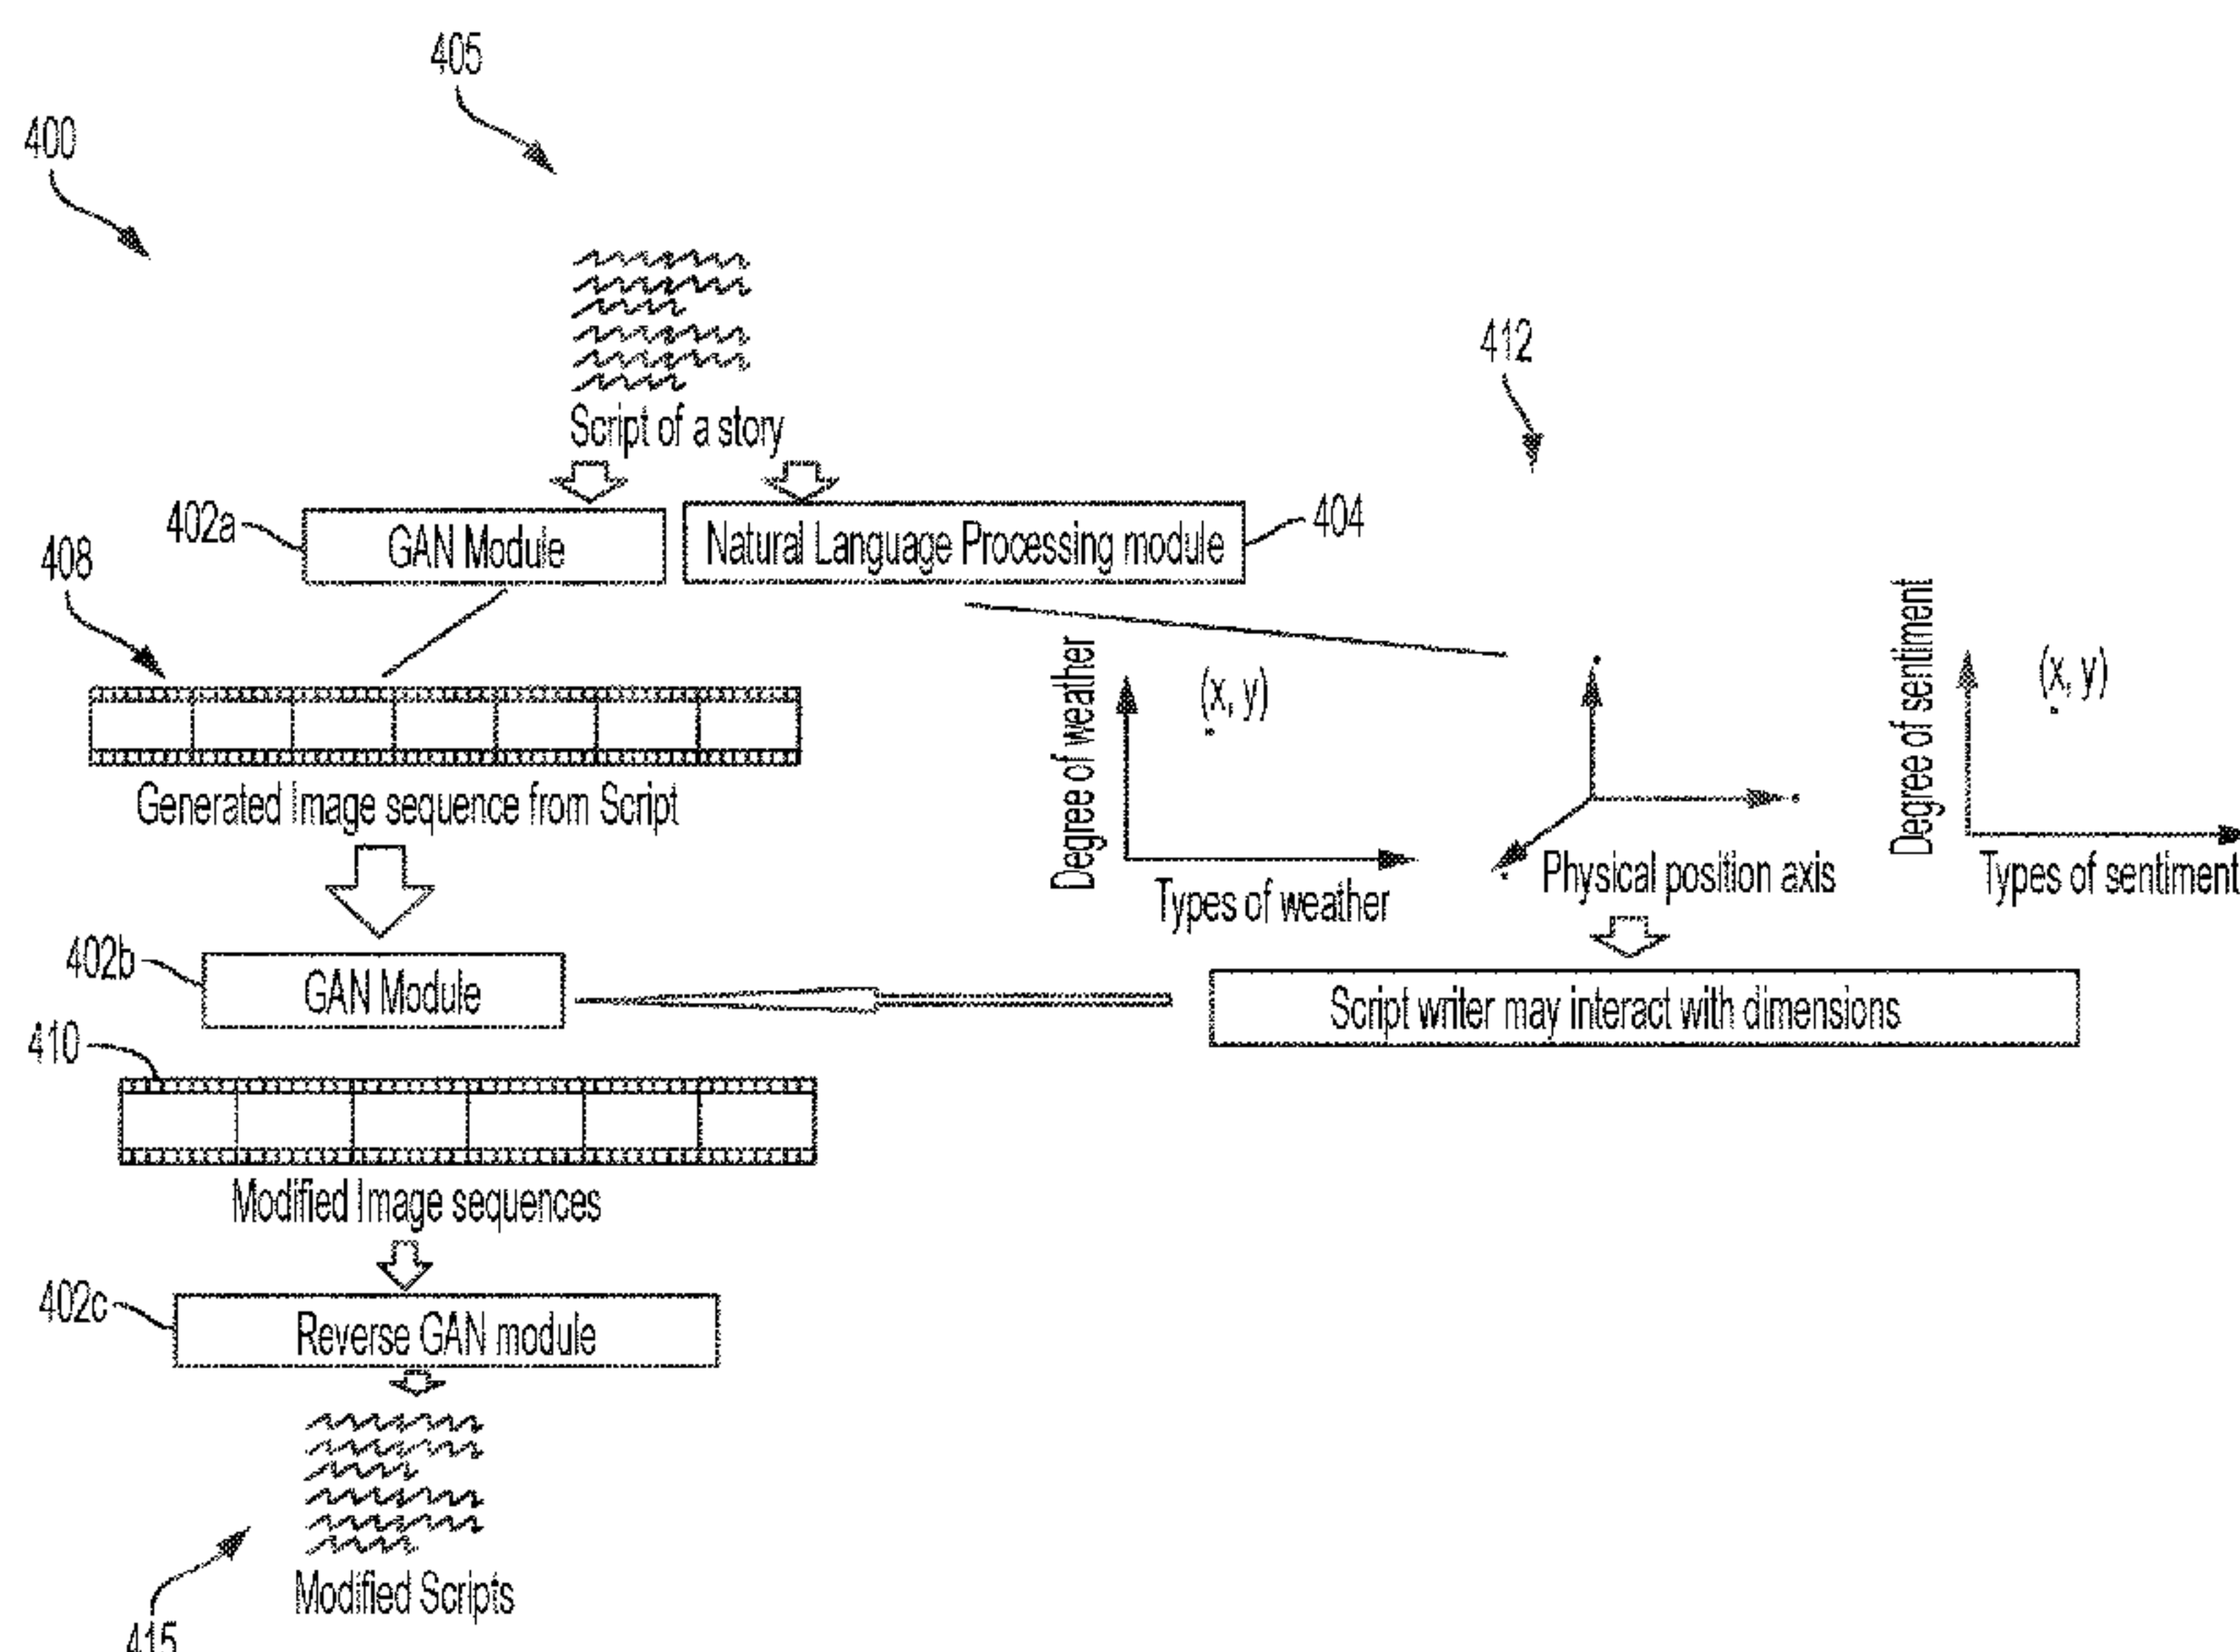 405
400
412
Script of a story
402a
GAN Module
Natural Language Processing module
404
408
Degree of weather
(x, y)
Degree of sentiment
(x, y)
Generated Image sequence from Script
Types of weather
Physical position axis
Types of sentiment
402b
GAN Module
Script writer may interact with dimensions
410
Modified Image sequences
402c
Reverse GAN module
Modified Scripts
415